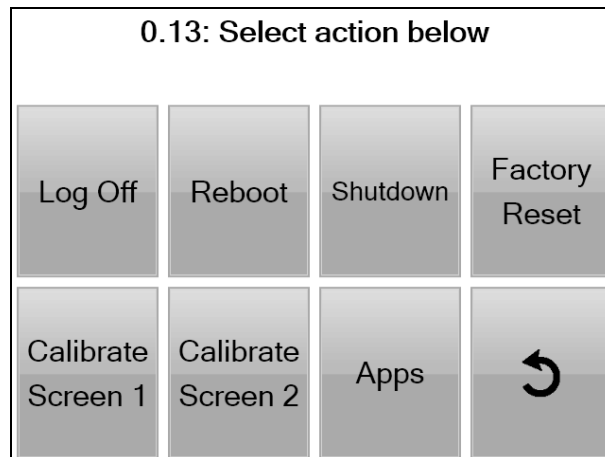 0.13: Select action below
Log Off
Reboot
Shutdown
Factory
Reset
Calibrate
Screen 1
Calibrate
Screen 2
Apps